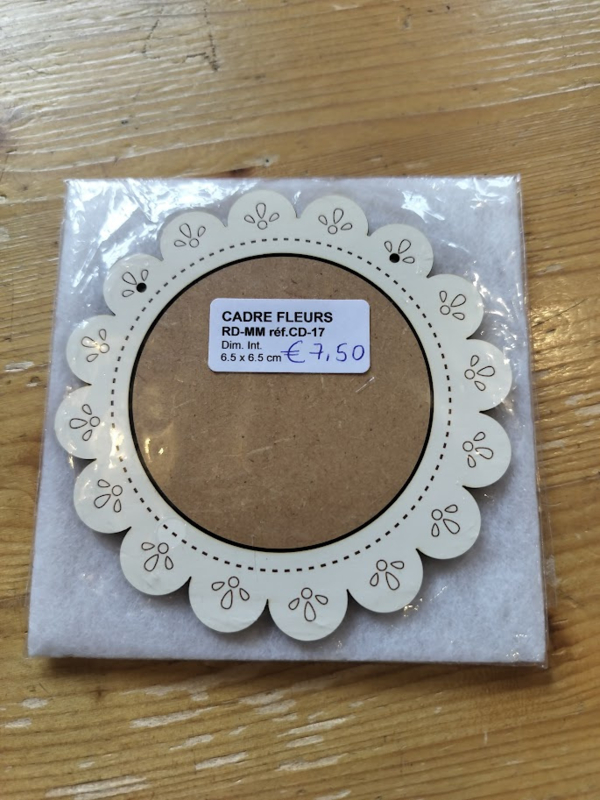 CADRE FLEURS
RD-MM réf.CD-17
Dim. Int.
6.5 x 6.5 cm €7,50